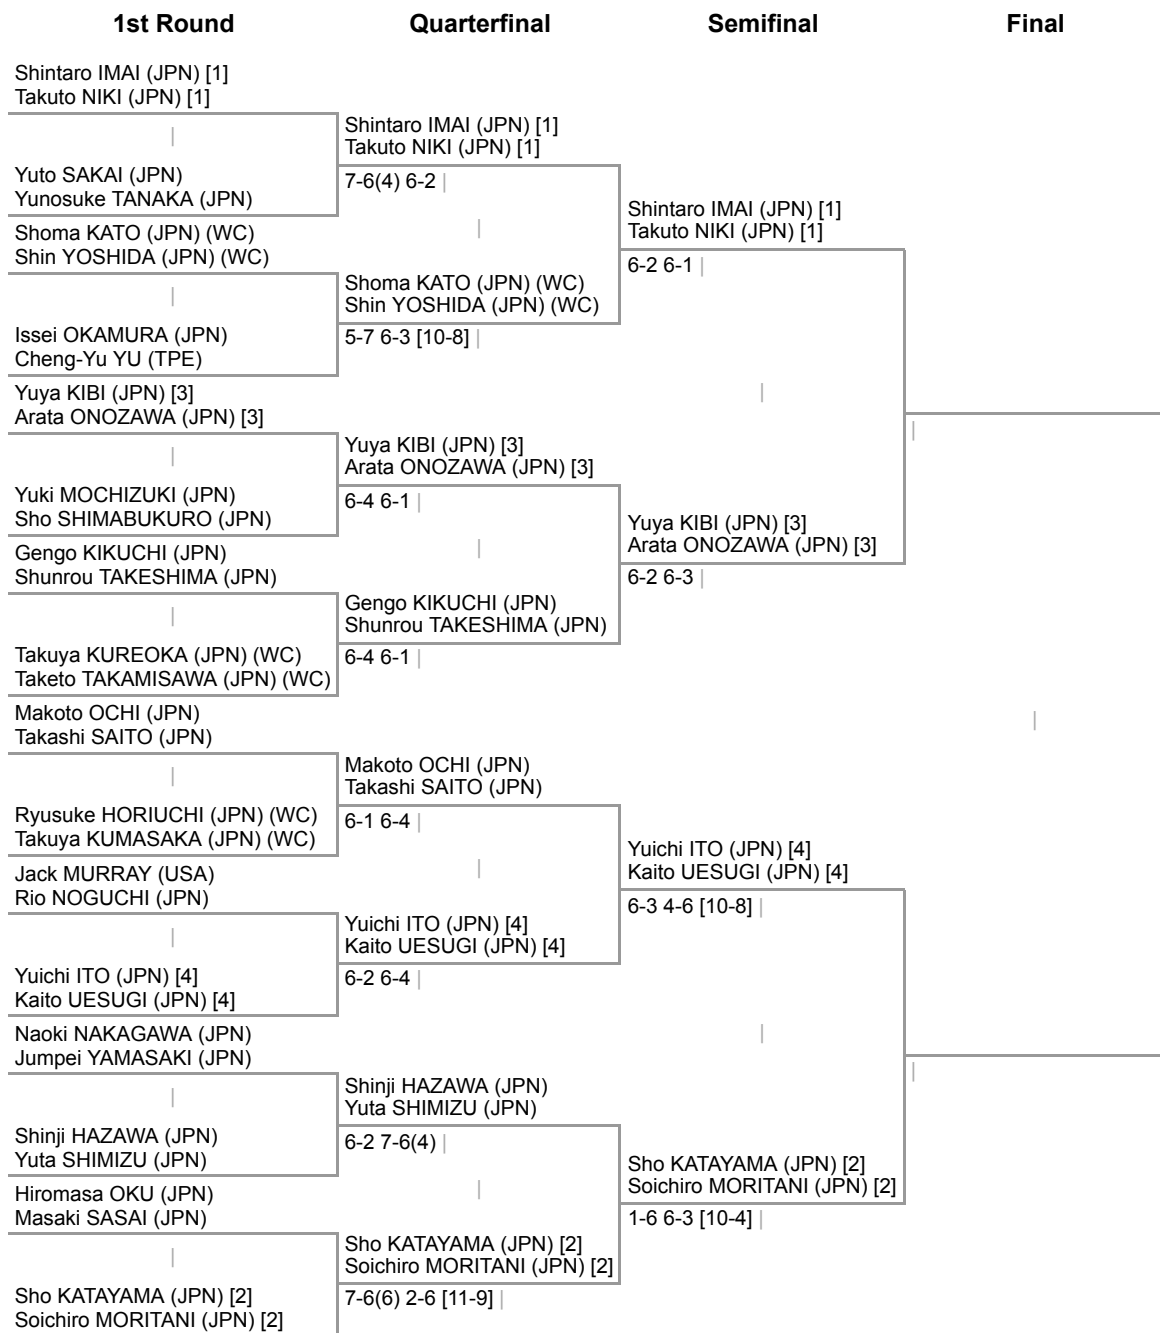 1st Round
Quarterfinal
Semifinal
Final
Shintaro IMAI (JPN) [1]
Takuto NIKI (JPN) [1]
Yuto SAKAI (JPN)
Yunosuke TANAKA (JPN)
Shoma KATO (JPN) (WC)
Shin YOSHIDA (JPN) (WC)
Issei OKAMURA (JPN)
Cheng-Yu YU (TPE)
Yuya KIBI (JPN) [3]
Arata ONOZAWA (JPN) [3]
Yuki MOCHIZUKI (JPN)
Sho SHIMABUKURO (JPN)
Gengo KIKUCHI (JPN)
Shunrou TAKESHIMA (JPN)
Takuya KUREOKA (JPN) (WC)
Taketo TAKAMISAWA (JPN) (WC)
Makoto OCHI (JPN)
Takashi SAITO (JPN)
Ryusuke HORIUCHI (JPN) (WC)
Takuya KUMASAKA (JPN) (WC)
Jack MURRAY (USA)
Rio NOGUCHI (JPN)
Yuichi ITO (JPN) [4]
Kaito UESUGI (JPN) [4]
Naoki NAKAGAWA (JPN)
Jumpei YAMASAKI (JPN)
Shinji HAZAWA (JPN)
Yuta SHIMIZU (JPN)
Hiromasa OKU (JPN)
Masaki SASAI (JPN)
Sho KATAYAMA (JPN) [2]
Soichiro MORITANI (JPN) [2]
Shintaro IMAI (JPN) [1]
Takuto NIKI (JPN) [1]
7-6(4) 6-2 |
Shoma KATO (JPN) (WC)
Shin YOSHIDA (JPN) (WC)
5-7 6-3 [10-8] |
Yuya KIBI (JPN) [3]
Arata ONOZAWA (JPN) [3]
6-4 6-1 |
Gengo KIKUCHI (JPN)
Shunrou TAKESHIMA (JPN)
6-4 6-1 |
Makoto OCHI (JPN)
Takashi SAITO (JPN)
6-1 6-4 |
Yuichi ITO (JPN) [4]
Kaito UESUGI (JPN) [4]
6-2 6-4 |
Shinji HAZAWA (JPN)
Yuta SHIMIZU (JPN)
6-2 7-6(4) |
Sho KATAYAMA (JPN) [2]
Soichiro MORITANI (JPN) [2]
7-6(6) 2-6 [11-9] |
Shintaro IMAI (JPN) [1]
Takuto NIKI (JPN) [1]
6-2 6-1 |
Yuya KIBI (JPN) [3]
Arata ONOZAWA (JPN) [3]
6-2 6-3 |
Yuichi ITO (JPN) [4]
Kaito UESUGI (JPN) [4]
6-3 4-6 [10-8] |
Sho KATAYAMA (JPN) [2]
Soichiro MORITANI (JPN) [2]
1-6 6-3 [10-4] |